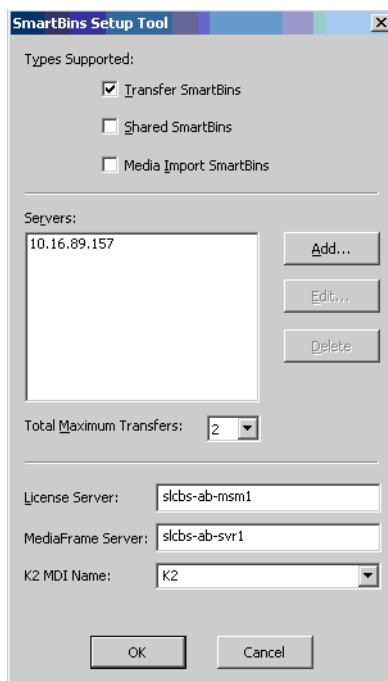 SmartBins Setup Tool
Types Supported:
Transfer SmartBins
Shared SmartBins
Media Import SmartBins
Servers:
10.16.89.157
Add...
Edit...
Delete
Total Maximum Transfers: 2
License Server: slcbs-ab-msm1
MediaFrame Server: slcbs-ab-svr1
K2 MDI Name: K2
OK Cancel